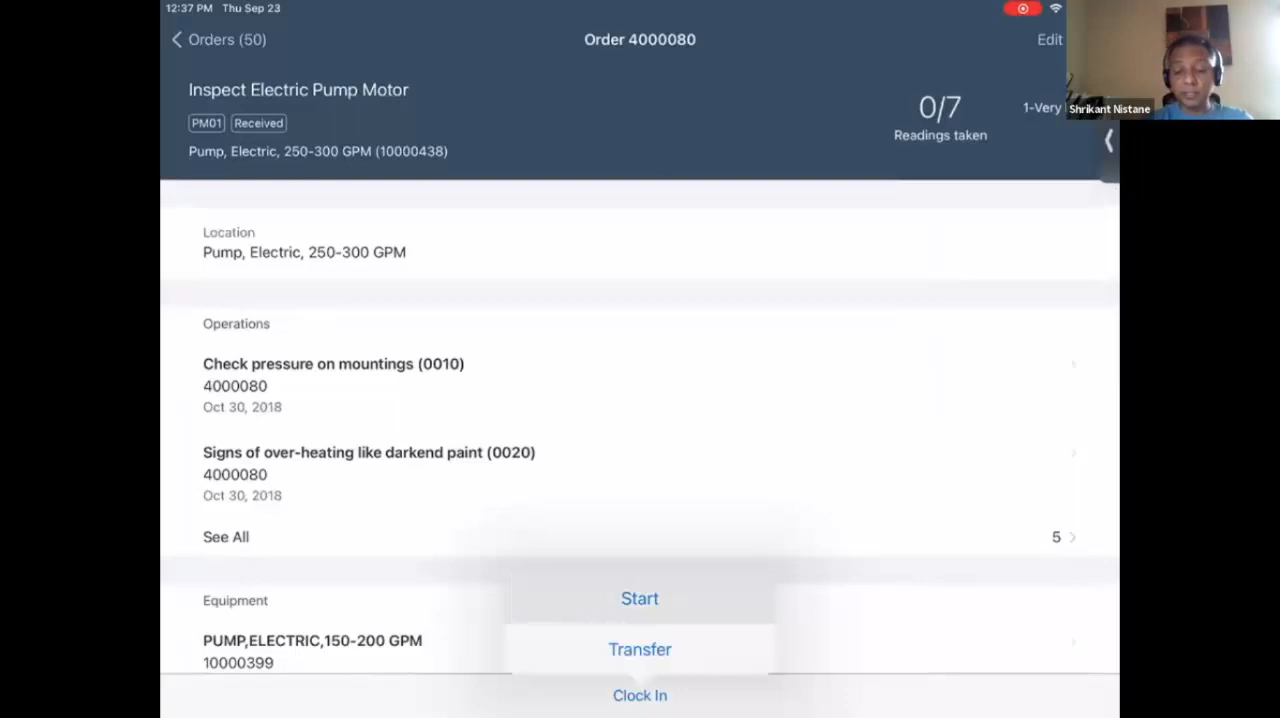 12:37 PM Thu Sep 23
Orders (50)
Order 4000080
Edit
Inspect Electric Pump Motor
PM01 Received
Pump, Electric, 250-300 GPM (10000438)
0/7
Readings taken
1-Very
Shrikant Nistane
Location
Pump, Electric, 250-300 GPM
Operations
Check pressure on mountings (0010)
4000080
Oct 30, 2018
Signs of over-heating like darkend paint (0020)
4000080
Oct 30, 2018
See All
5
Equipment
PUMP,ELECTRIC,150-200 GPM
10000399
Start
Transfer
Clock In